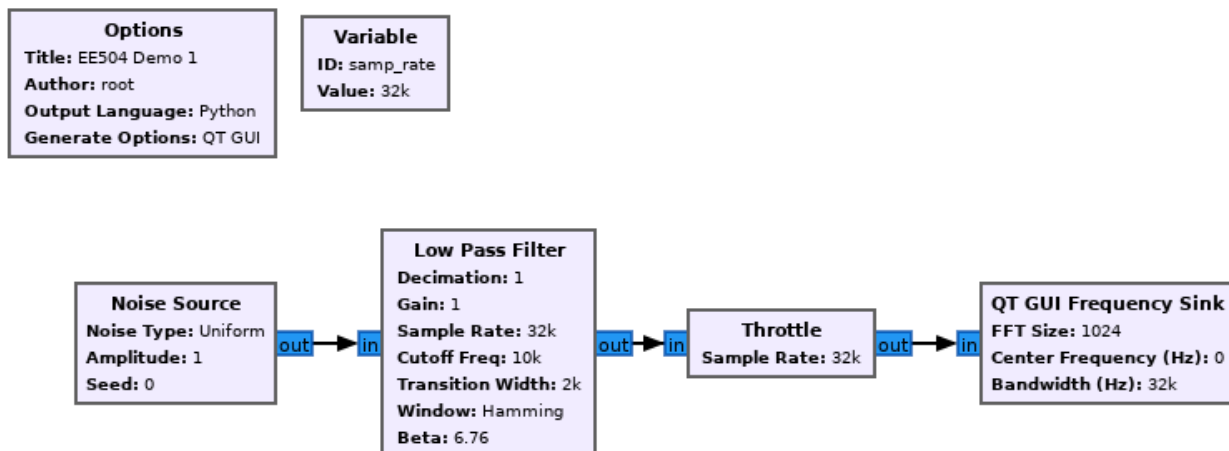 Options
Title: EE504 Demo 1
Author: root
Output Language: Python
Generate Options: QT GUI
Variable
ID: samp_rate
Value: 32k
Noise Source
Noise Type: Uniform
Amplitude: 1
Seed: 0
out
in
Low Pass Filter
Decimation: 1
Gain: 1
Sample Rate: 32k
Cutoff Freq: 10k
Transition Width: 2k
Window: Hamming
Beta: 6.76
out
in
Throttle
Sample Rate: 32k
out
in
QT GUI Frequency Sink
FFT Size: 1024
Center Frequency (Hz): 0
Bandwidth (Hz): 32k